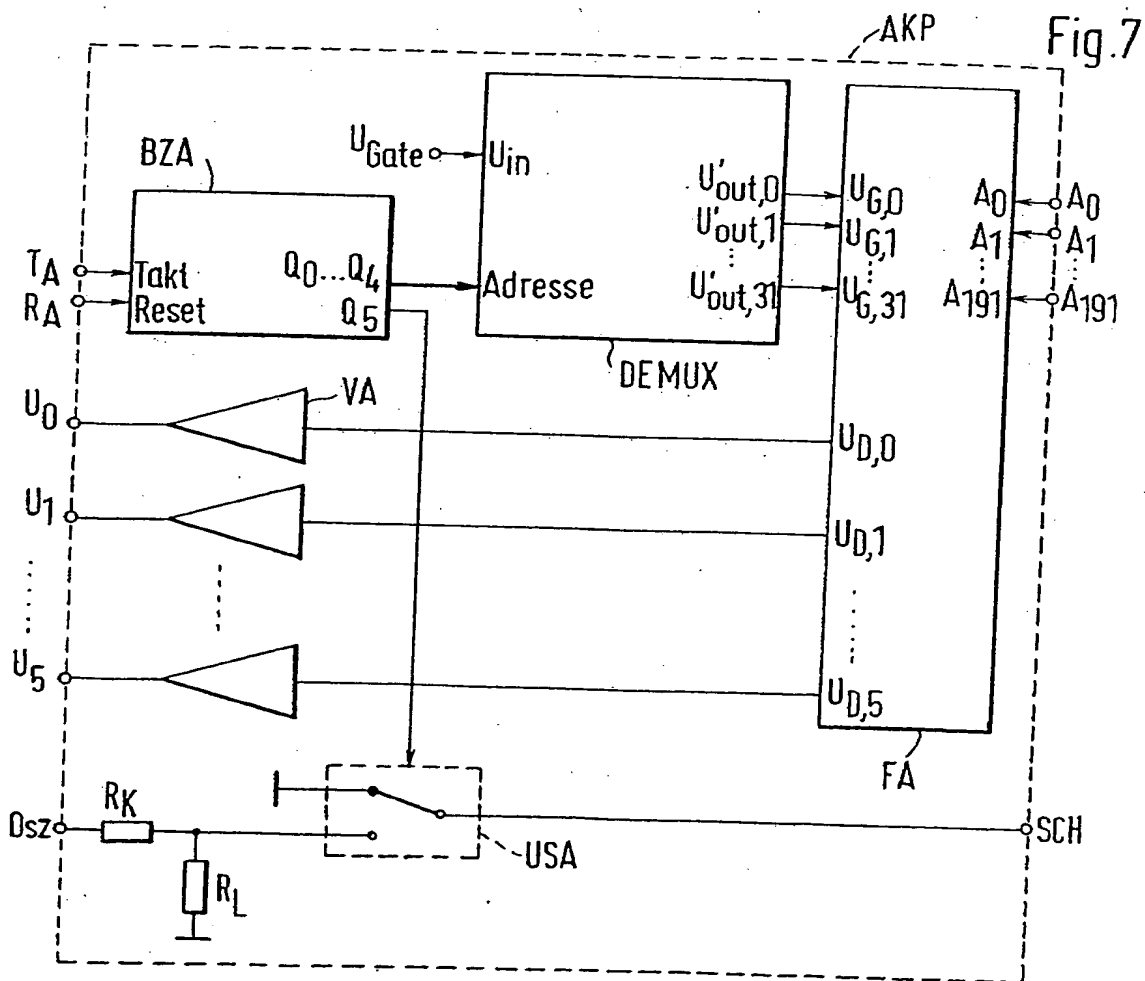 AKP
Fig.7
BZA
UGate
Uin
U'out,0
UG,0
A0
A0
U'out,1
UG,1
A1
A1
TA
Takt
Q0...Q4
Adresse
U'out,31
UG,31
A191
A191
RA
Reset
Q5
DEMUX
VA
U0
UD,0
U1
UD,1
U5
UD,5
FA
RK
OSZ
USA
SCH
RL